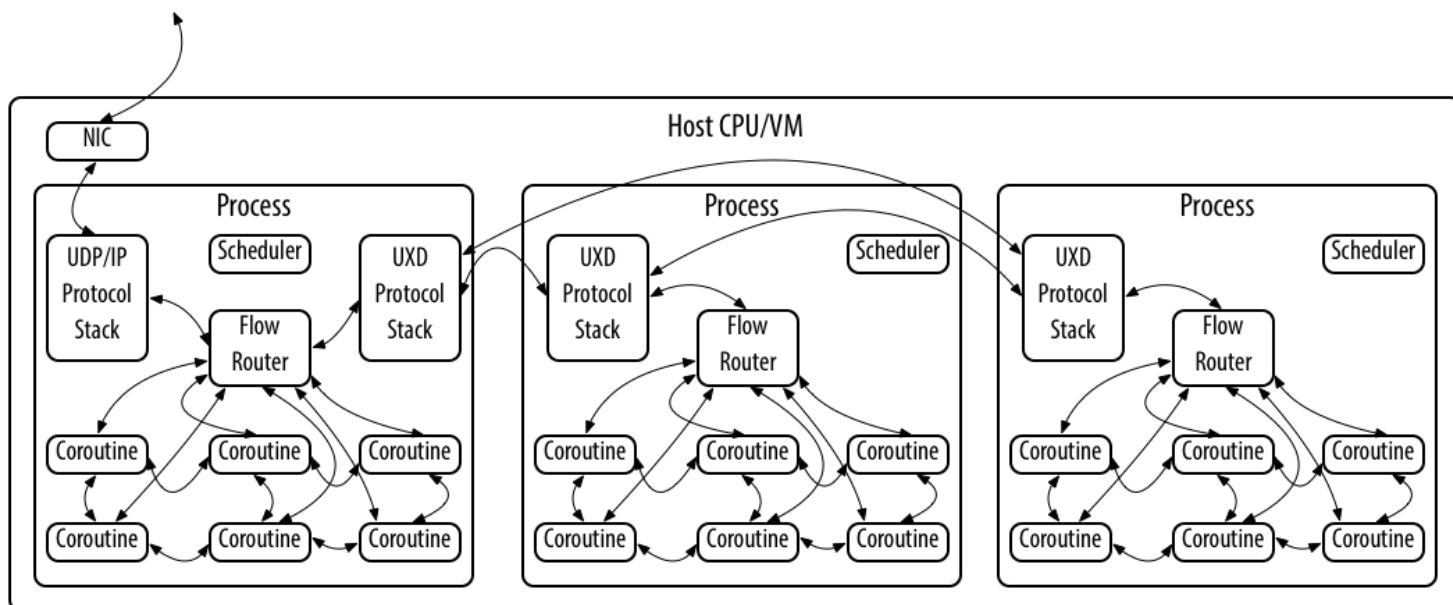 Host CPU/VM
NIC
Process
UDP/IP
Protocol
Stack
Scheduler
UXD
Protocol
Stack
Flow
Router
Coroutine
Coroutine
Coroutine
Coroutine
Coroutine
Coroutine
Process
UXD
Protocol
Stack
Scheduler
Flow
Router
Coroutine
Coroutine
Coroutine
Coroutine
Coroutine
Coroutine
Process
UXD
Protocol
Stack
Scheduler
Flow
Router
Coroutine
Coroutine
Coroutine
Coroutine
Coroutine
Coroutine